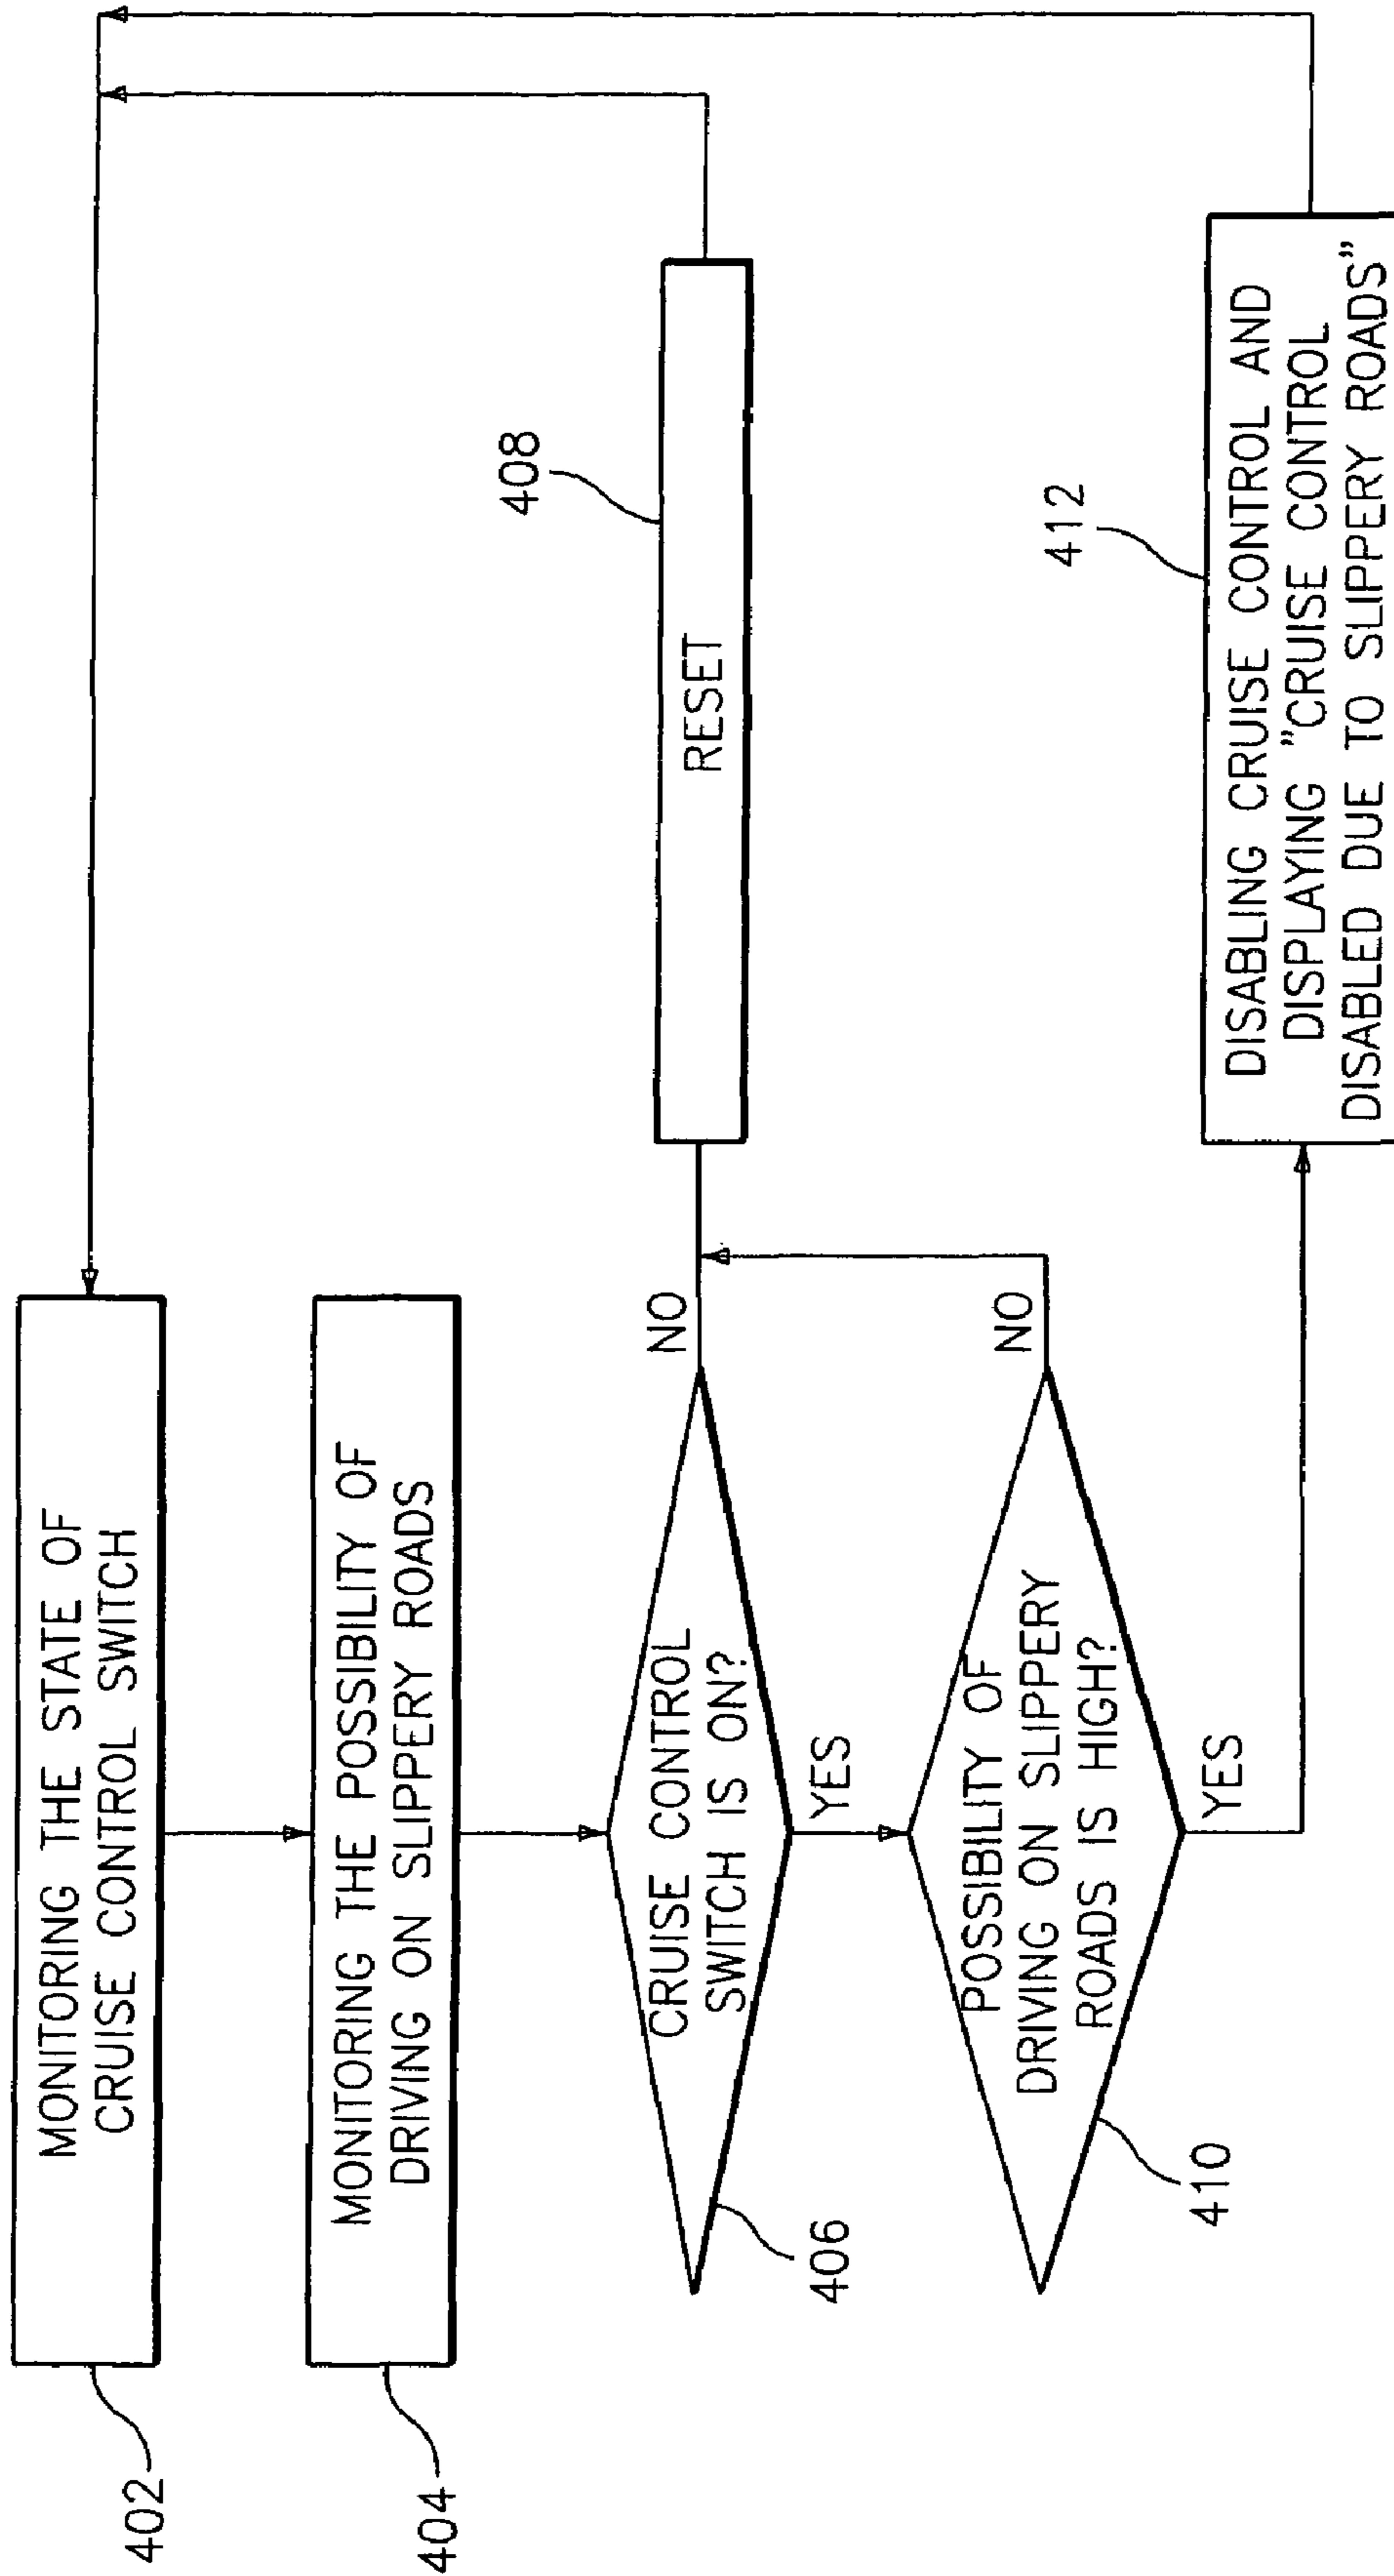 402
MONITORING THE STATE OF
CRUISE CONTROL SWITCH
404
MONITORING THE POSSIBILITY OF
DRIVING ON SLIPPERY ROADS
406
CRUISE CONTROL
SWITCH IS ON?
NO
YES
408
RESET
410
POSSIBILITY OF
DRIVING ON SLIPPERY
ROADS IS HIGH?
NO
YES
412
DISABLING CRUISE CONTROL AND
DISPLAYING "CRUISE CONTROL
DISABLED DUE TO SLIPPERY ROADS"